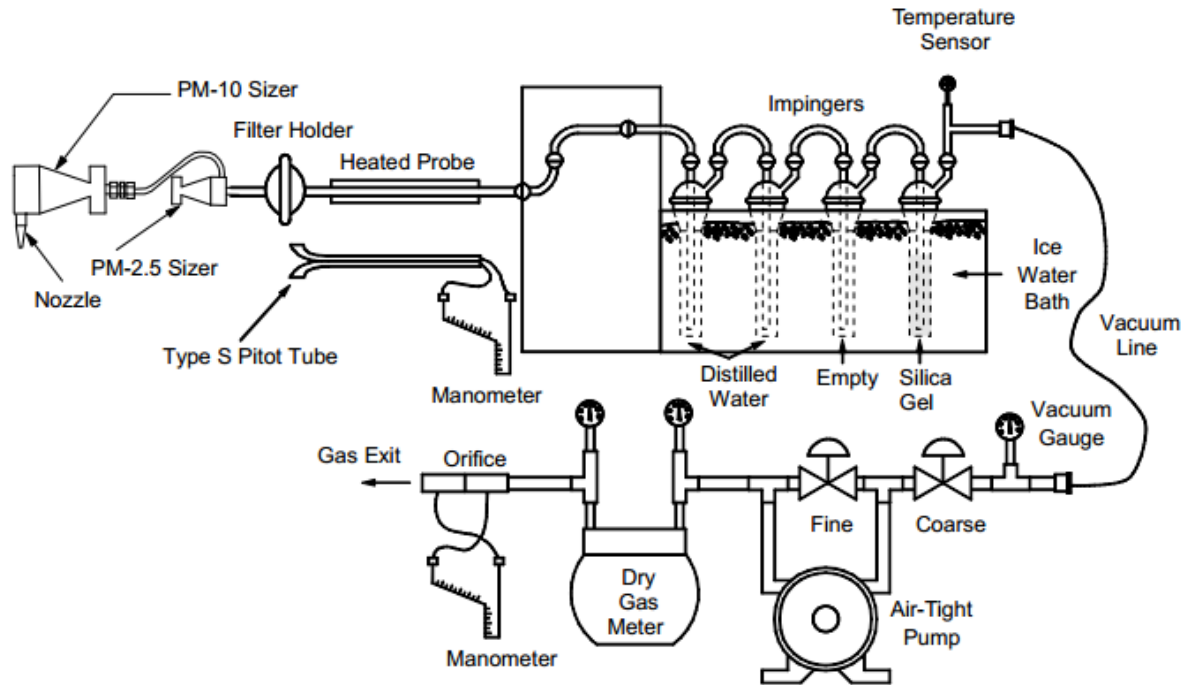 Temperature
Sensor
PM-10 Sizer
Impingers
Filter Holder
Heated Probe
PM-2.5 Sizer
Nozzle
Ice
Water
Bath
Type S Pitot Tube
Vacuum
Line
Distilled
Water
Empty
Silica
Gel
Manometer
Vacuum
Gauge
Gas Exit
Orifice
Fine
Coarse
Dry
Gas
Meter
Air-Tight
Pump
Manometer